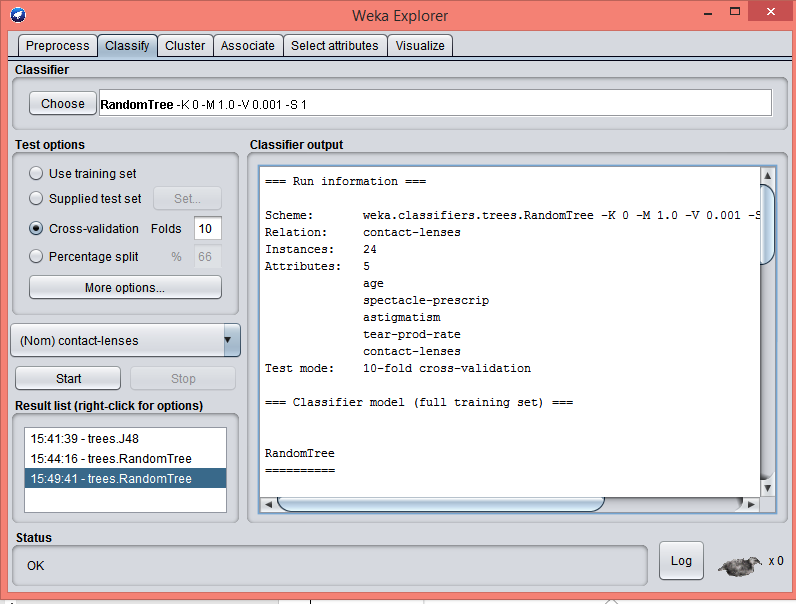 Weka Explorer
Preprocess Classify Cluster Associate Select attributes Visualize
Classifier
Choose RandomTree -K 0 -M 1.0 -V 0.001 -S 1
Test options
Use training set
Supplied test set Set...
Cross-validation Folds 10
Percentage split % 66
More options...
(Nom) contact-lenses
Start Stop
Result list (right-click for options)
15:41:39 - trees.J48
15:44:16 - trees.RandomTree
15:49:41 - trees.RandomTree
Classifier output
=== Run information ===
Scheme: weka.classifiers.trees.RandomTree -K 0 -M 1.0 -V 0.001 -S
Relation: contact-lenses
Instances: 24
Attributes: 5
age
spectacle-prescrip
astigmatism
tear-prod-rate
contact-lenses
Test mode: 10-fold cross-validation
=== Classifier model (full training set) ===
RandomTree
==========
Status
OK
Log x 0